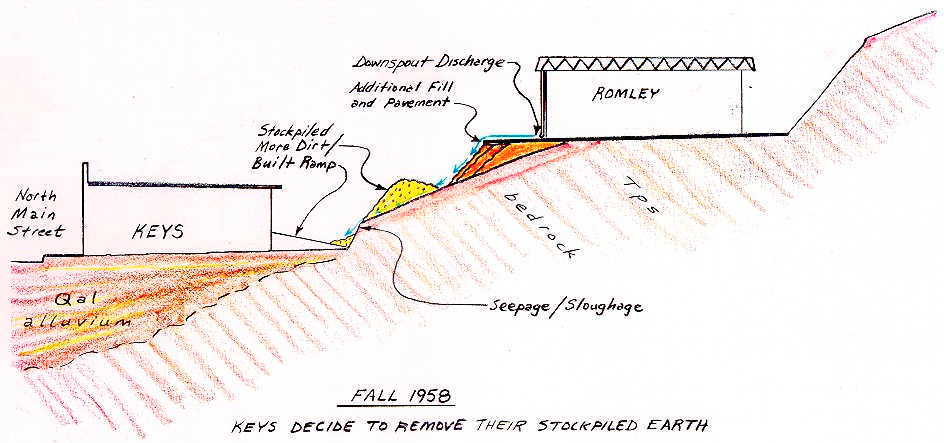 Downspout Discharge
Additional Fill
and Pavement
ROMLEY
Stockpiled
More Dirt/
Built Ramp
North
Main
Street
KEYS
Tps
bedrock
Qal
alluvium
Seepage/Sloughage
FALL 1958
KEYS DECIDE TO REMOVE THEIR STOCKPILED EARTH